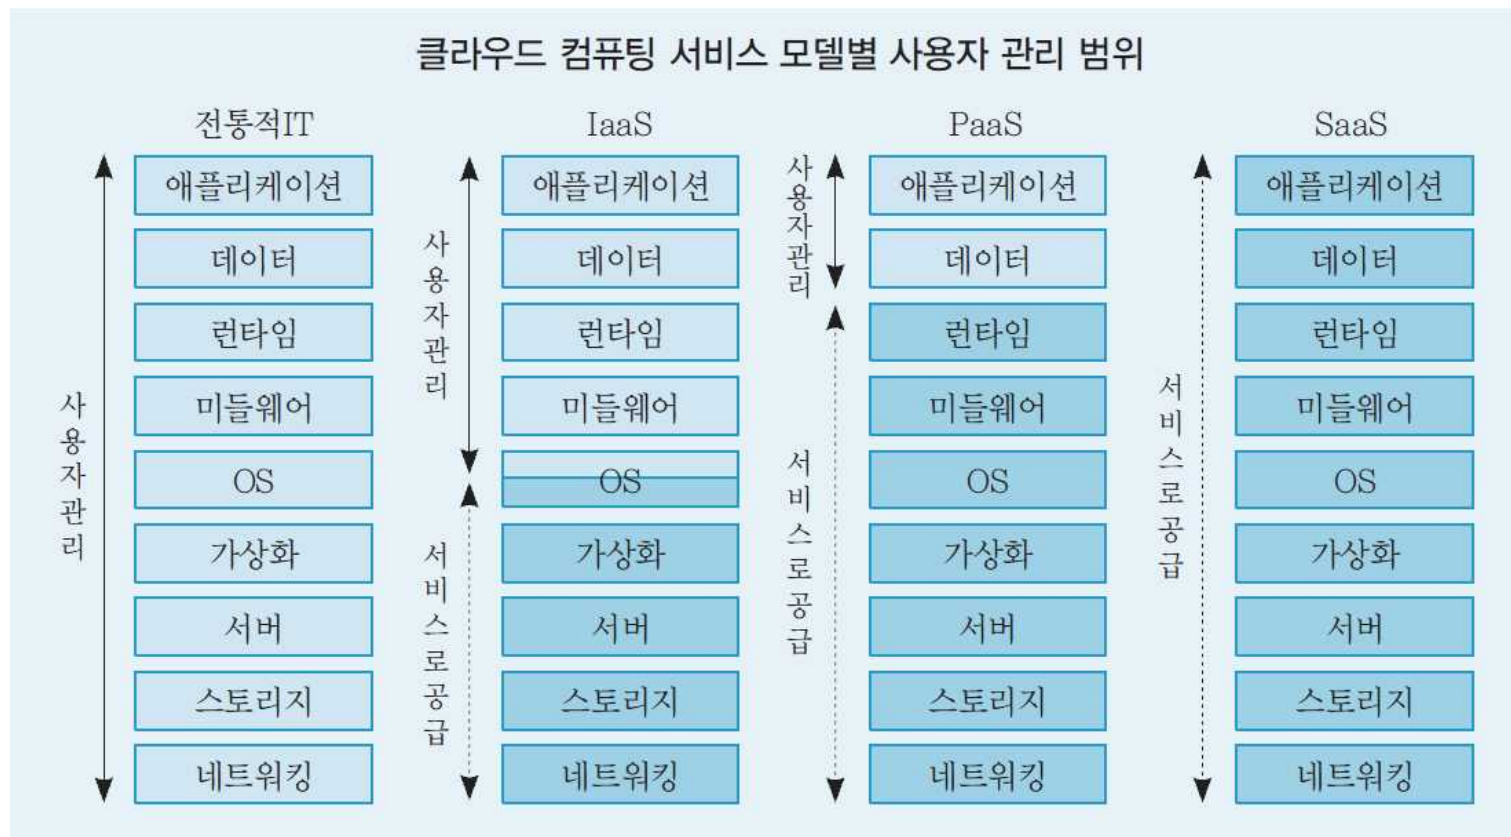 클라우드 컴퓨팅 서비스 모델별 사용자 관리 범위
전통적IT
사용자관리
애플리케이션
데이터
런타임
미들웨어
OS
가상화
서버
스토리지
네트워킹
IaaS
사용자관리
서비스로공급
애플리케이션
데이터
런타임
미들웨어
OS
가상화
서버
스토리지
네트워킹
PaaS
사용자관리
서비스로공급
애플리케이션
데이터
런타임
미들웨어
OS
가상화
서버
스토리지
네트워킹
SaaS
서비스로공급
애플리케이션
데이터
런타임
미들웨어
OS
가상화
서버
스토리지
네트워킹